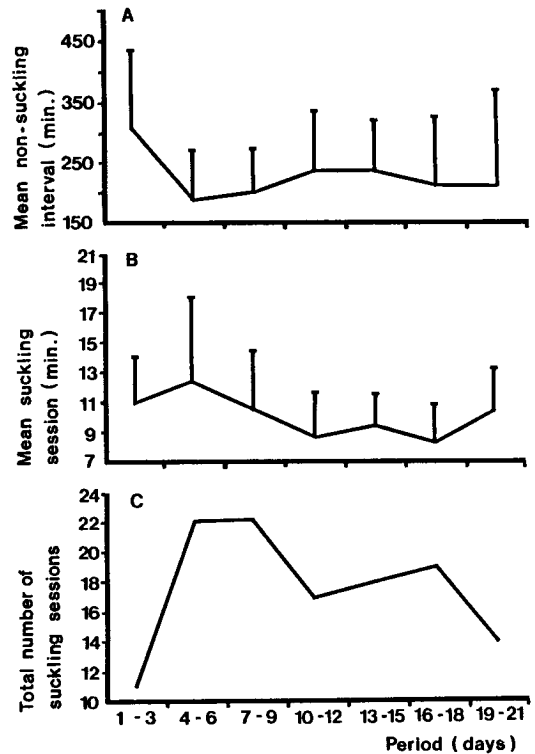 A
Mean non-suckling
interval (min.)
450
350
250
150
B
Mean suckling
session (min.)
21
19
17
15
13
11
9
7
C
Total number of
suckling sessions
24
22
20
18
16
14
12
10
1 - 3 4 - 6 7 - 9 10 - 12 13 - 15 16 - 18 19 - 21
Period (days)